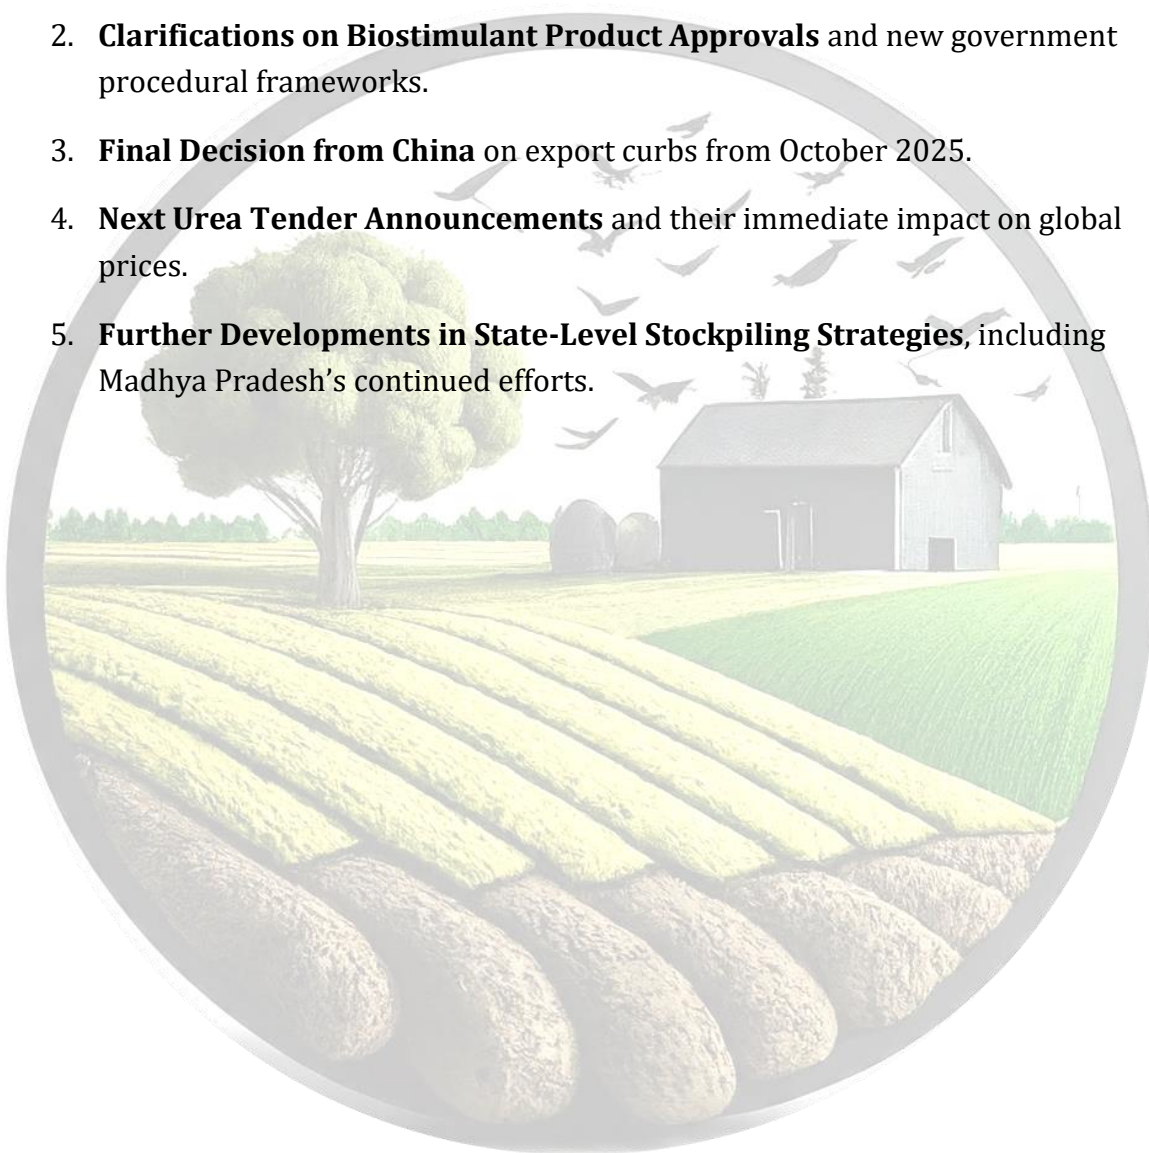 2. Clarifications on Biostimulant Product Approvals and new government
procedural frameworks.
3. Final Decision from China on export curbs from October 2025.
4. Next Urea Tender Announcements and their immediate impact on global
prices.
5. Further Developments in State-Level Stockpiling Strategies, including
Madhya Pradesh’s continued efforts.